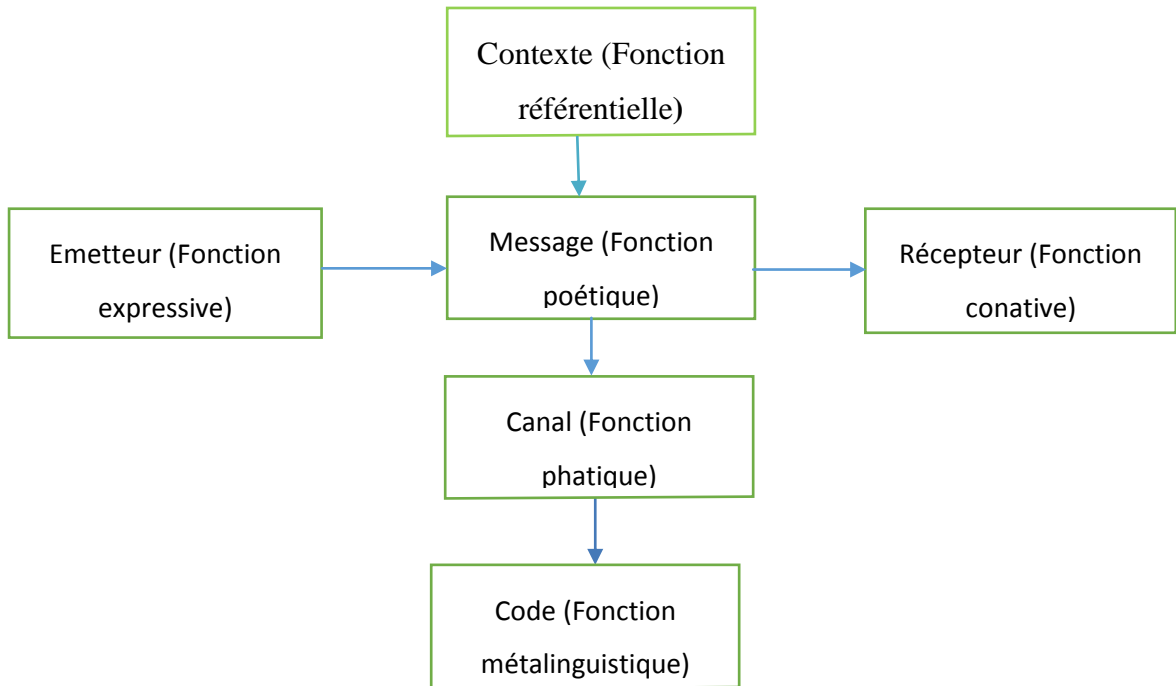 Contexte (Fonction
référentielle)
Emetteur (Fonction
expressive)
Message (Fonction
poétique)
Récepteur (Fonction
conative)
Canal (Fonction
phatique)
Code (Fonction
métalinguistique)